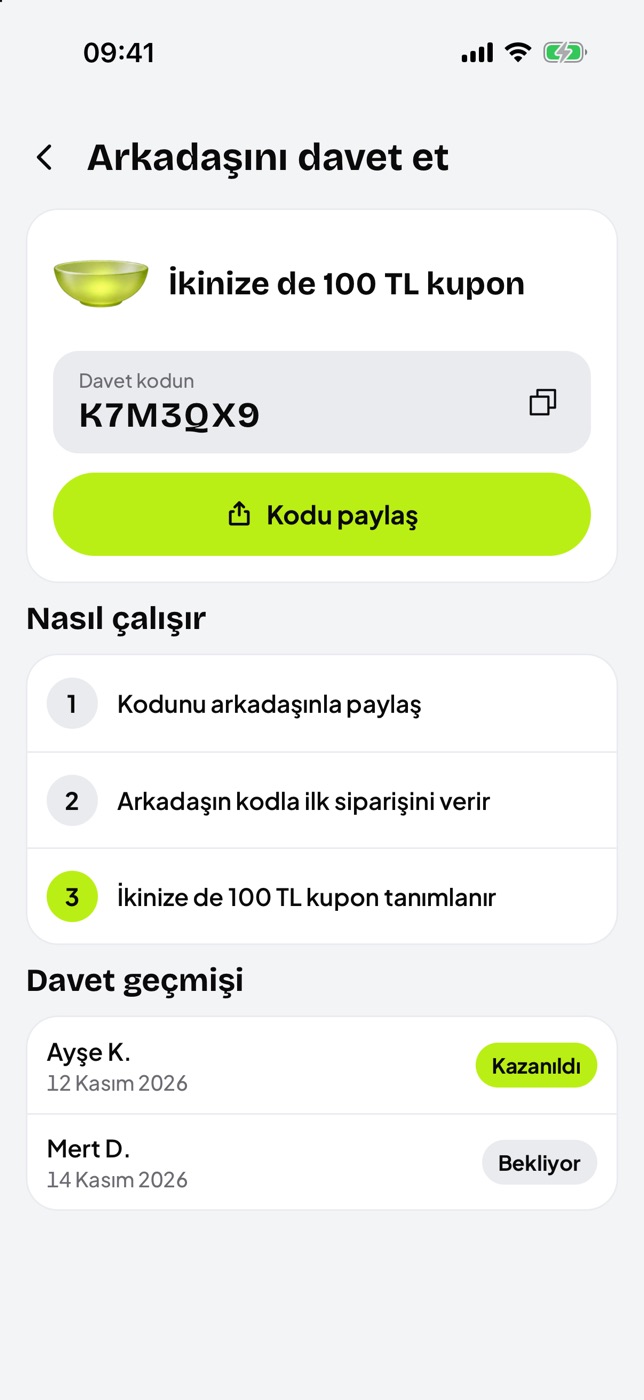 09:41
Arkadaşını davet et
İkinize de 100 TL kupon
Davet kodun
K7M3QX9
Kodu paylaş
Nasıl çalışır
1 Kodunu arkadaşınla paylaş
2 Arkadaşın kodla ilk siparişini verir
3 İkinize de 100 TL kupon tanımlanır
Davet geçmişi
Ayşe K.
12 Kasım 2026
Kazanıldı
Mert D.
14 Kasım 2026
Bekliyor